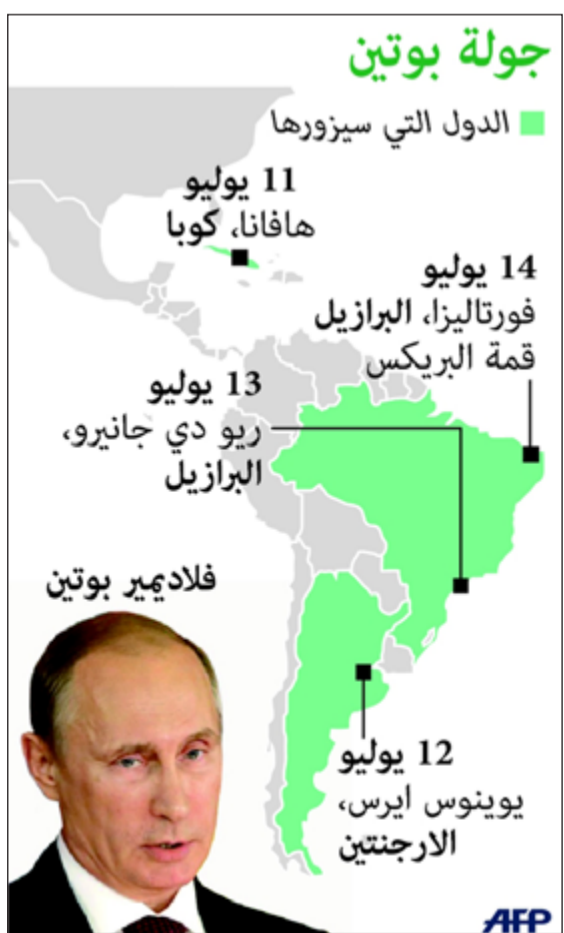 جولة بوتين
الدول التي سيزورها
11 يوليو
هافانا، كوبا
14 يوليو
فورتاليزا، البرازيل
قمة البريكس
13 يوليو
ريو دي جانيرو،
البرازيل
فلاديمير بوتين
12 يوليو
يوينوس ايرس،
الارجنتين
AFP